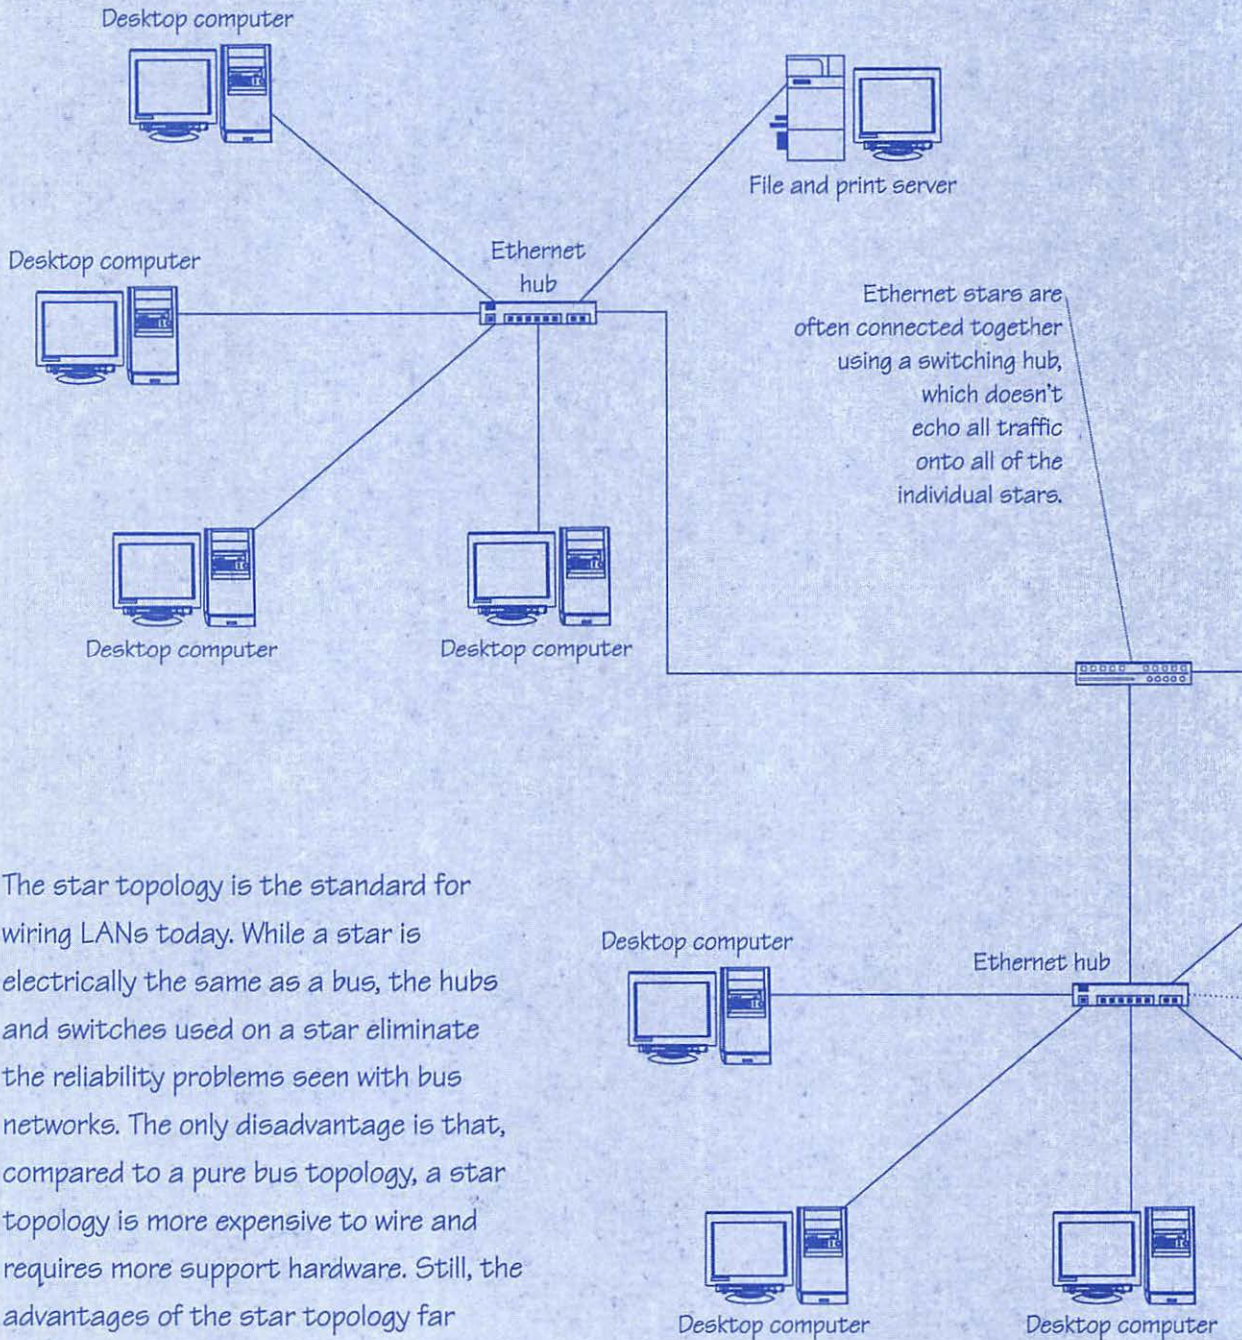 Desktop computer
File and print server
Desktop computer
Ethernet
hub
Ethernet stars are
often connected together
using a switching hub,
which doesn't
echo all traffic
onto all of the
individual stars.
Desktop computer
Desktop computer
The star topology is the standard for
wiring LANs today. While a star is
electrically the same as a bus, the hubs
and switches used on a star eliminate
the reliability problems seen with bus
networks. The only disadvantage is that,
compared to a pure bus topology, a star
topology is more expensive to wire and
requires more support hardware. Still, the
advantages of the star topology far
Desktop computer
Ethernet hub
Desktop computer
Desktop computer